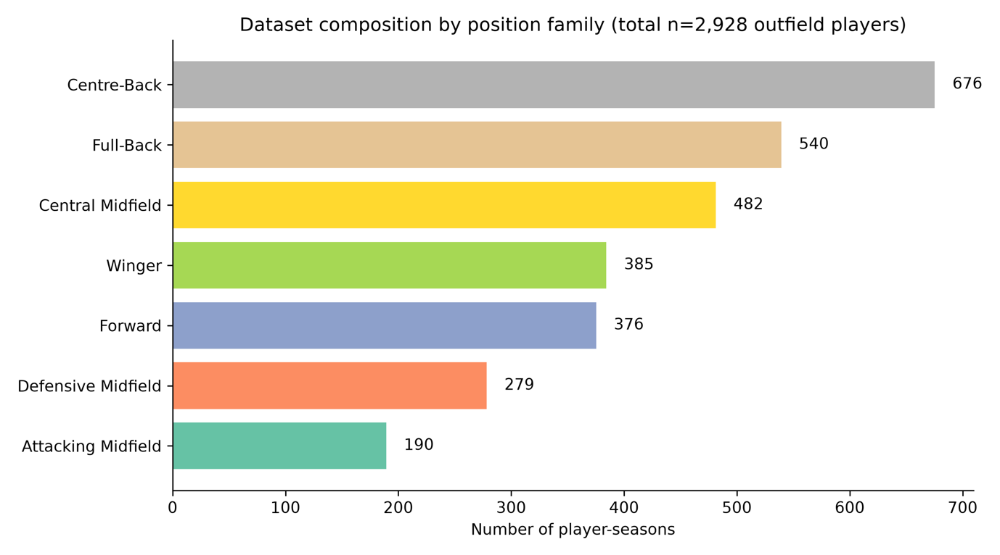 Dataset composition by position family (total n=2,928 outfield players)
Centre-Back 676
Full-Back 540
Central Midfield 482
Winger 385
Forward 376
Defensive Midfield 279
Attacking Midfield 190
0 100 200 300 400 500 600 700
Number of player-seasons